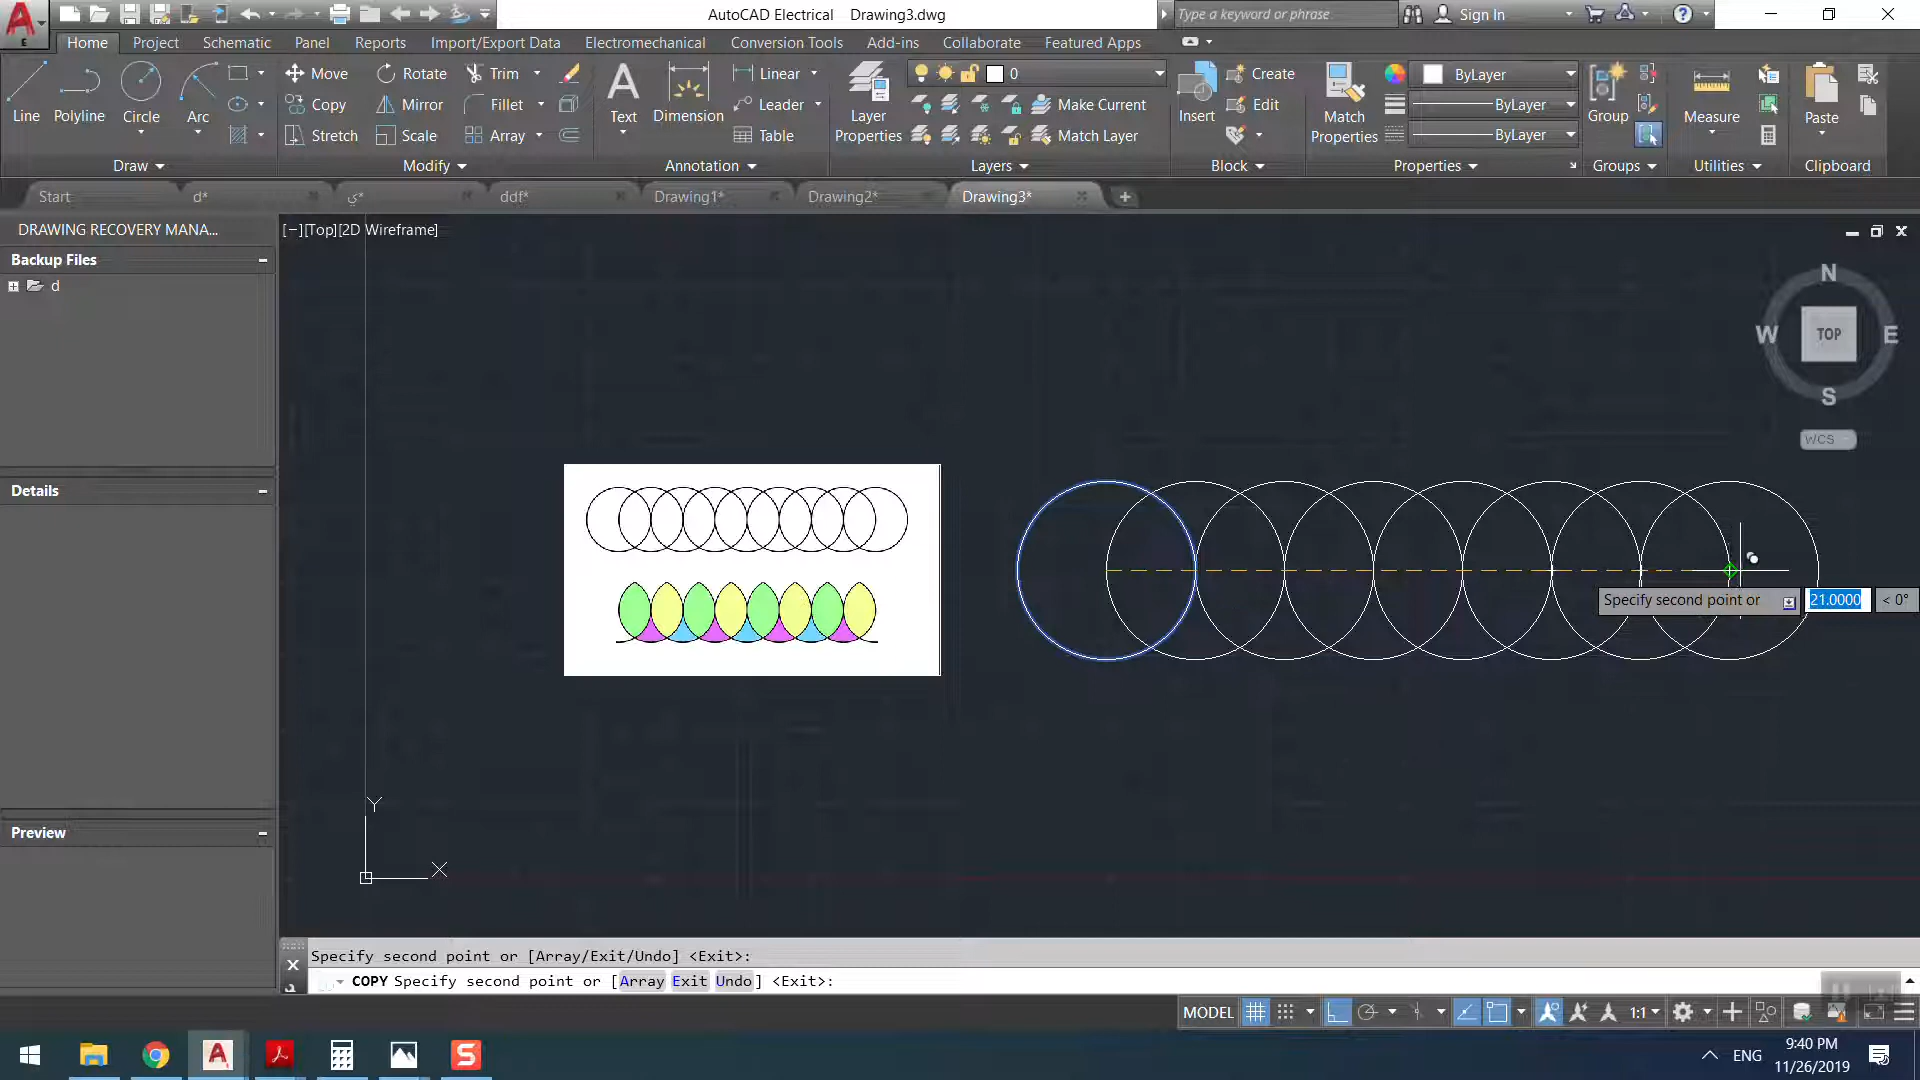 AutoCAD Electrical Drawing3.dwg
Type a keyword or phrase
Sign In
Home Project Schematic Panel Reports Import/Export Data Electromechanical Conversion Tools Add-ins Collaborate Featured Apps
Line Polyline Circle Arc
Move Rotate Trim
Copy Mirror Fillet
Stretch Scale Array
Text Dimension
Linear
Leader
Table
Layer Properties
0
Make Current
Match Layer
Insert
Create
Edit
Match Properties
ByLayer
ByLayer
ByLayer
Group
Measure
Paste
Draw Modify Annotation Layers Block Properties Groups Utilities Clipboard
Start d* ي* ddf* Drawing1* Drawing2* Drawing3*
DRAWING RECOVERY MANA...
[−][Top][2D Wireframe]
Backup Files
d
Details
Preview
N
W TOP E
S
WCS
Specify second point or 21.0000 < 0°
Y
X
Specify second point or [Array/Exit/Undo] <Exit>:
COPY Specify second point or [Array Exit Undo] <Exit>:
MODEL 1:1
ENG
9:40 PM
11/26/2019